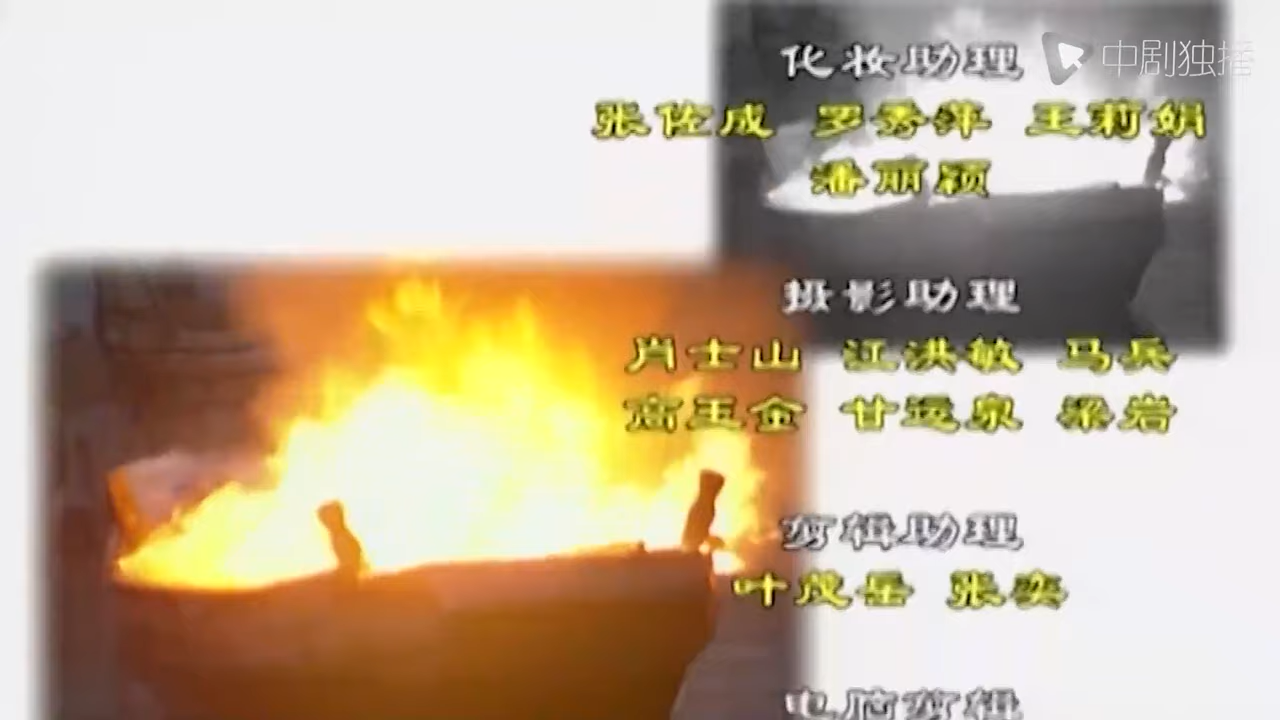 化妆助理
中剧独播
张佐成 罗秀萍 王莉娟
潘丽颖
摄影助理
肖士山 江洪敏 马兵
高玉金 甘运泉 梁岩
剪辑助理
叶茂岳 张奕
电脑剪辑